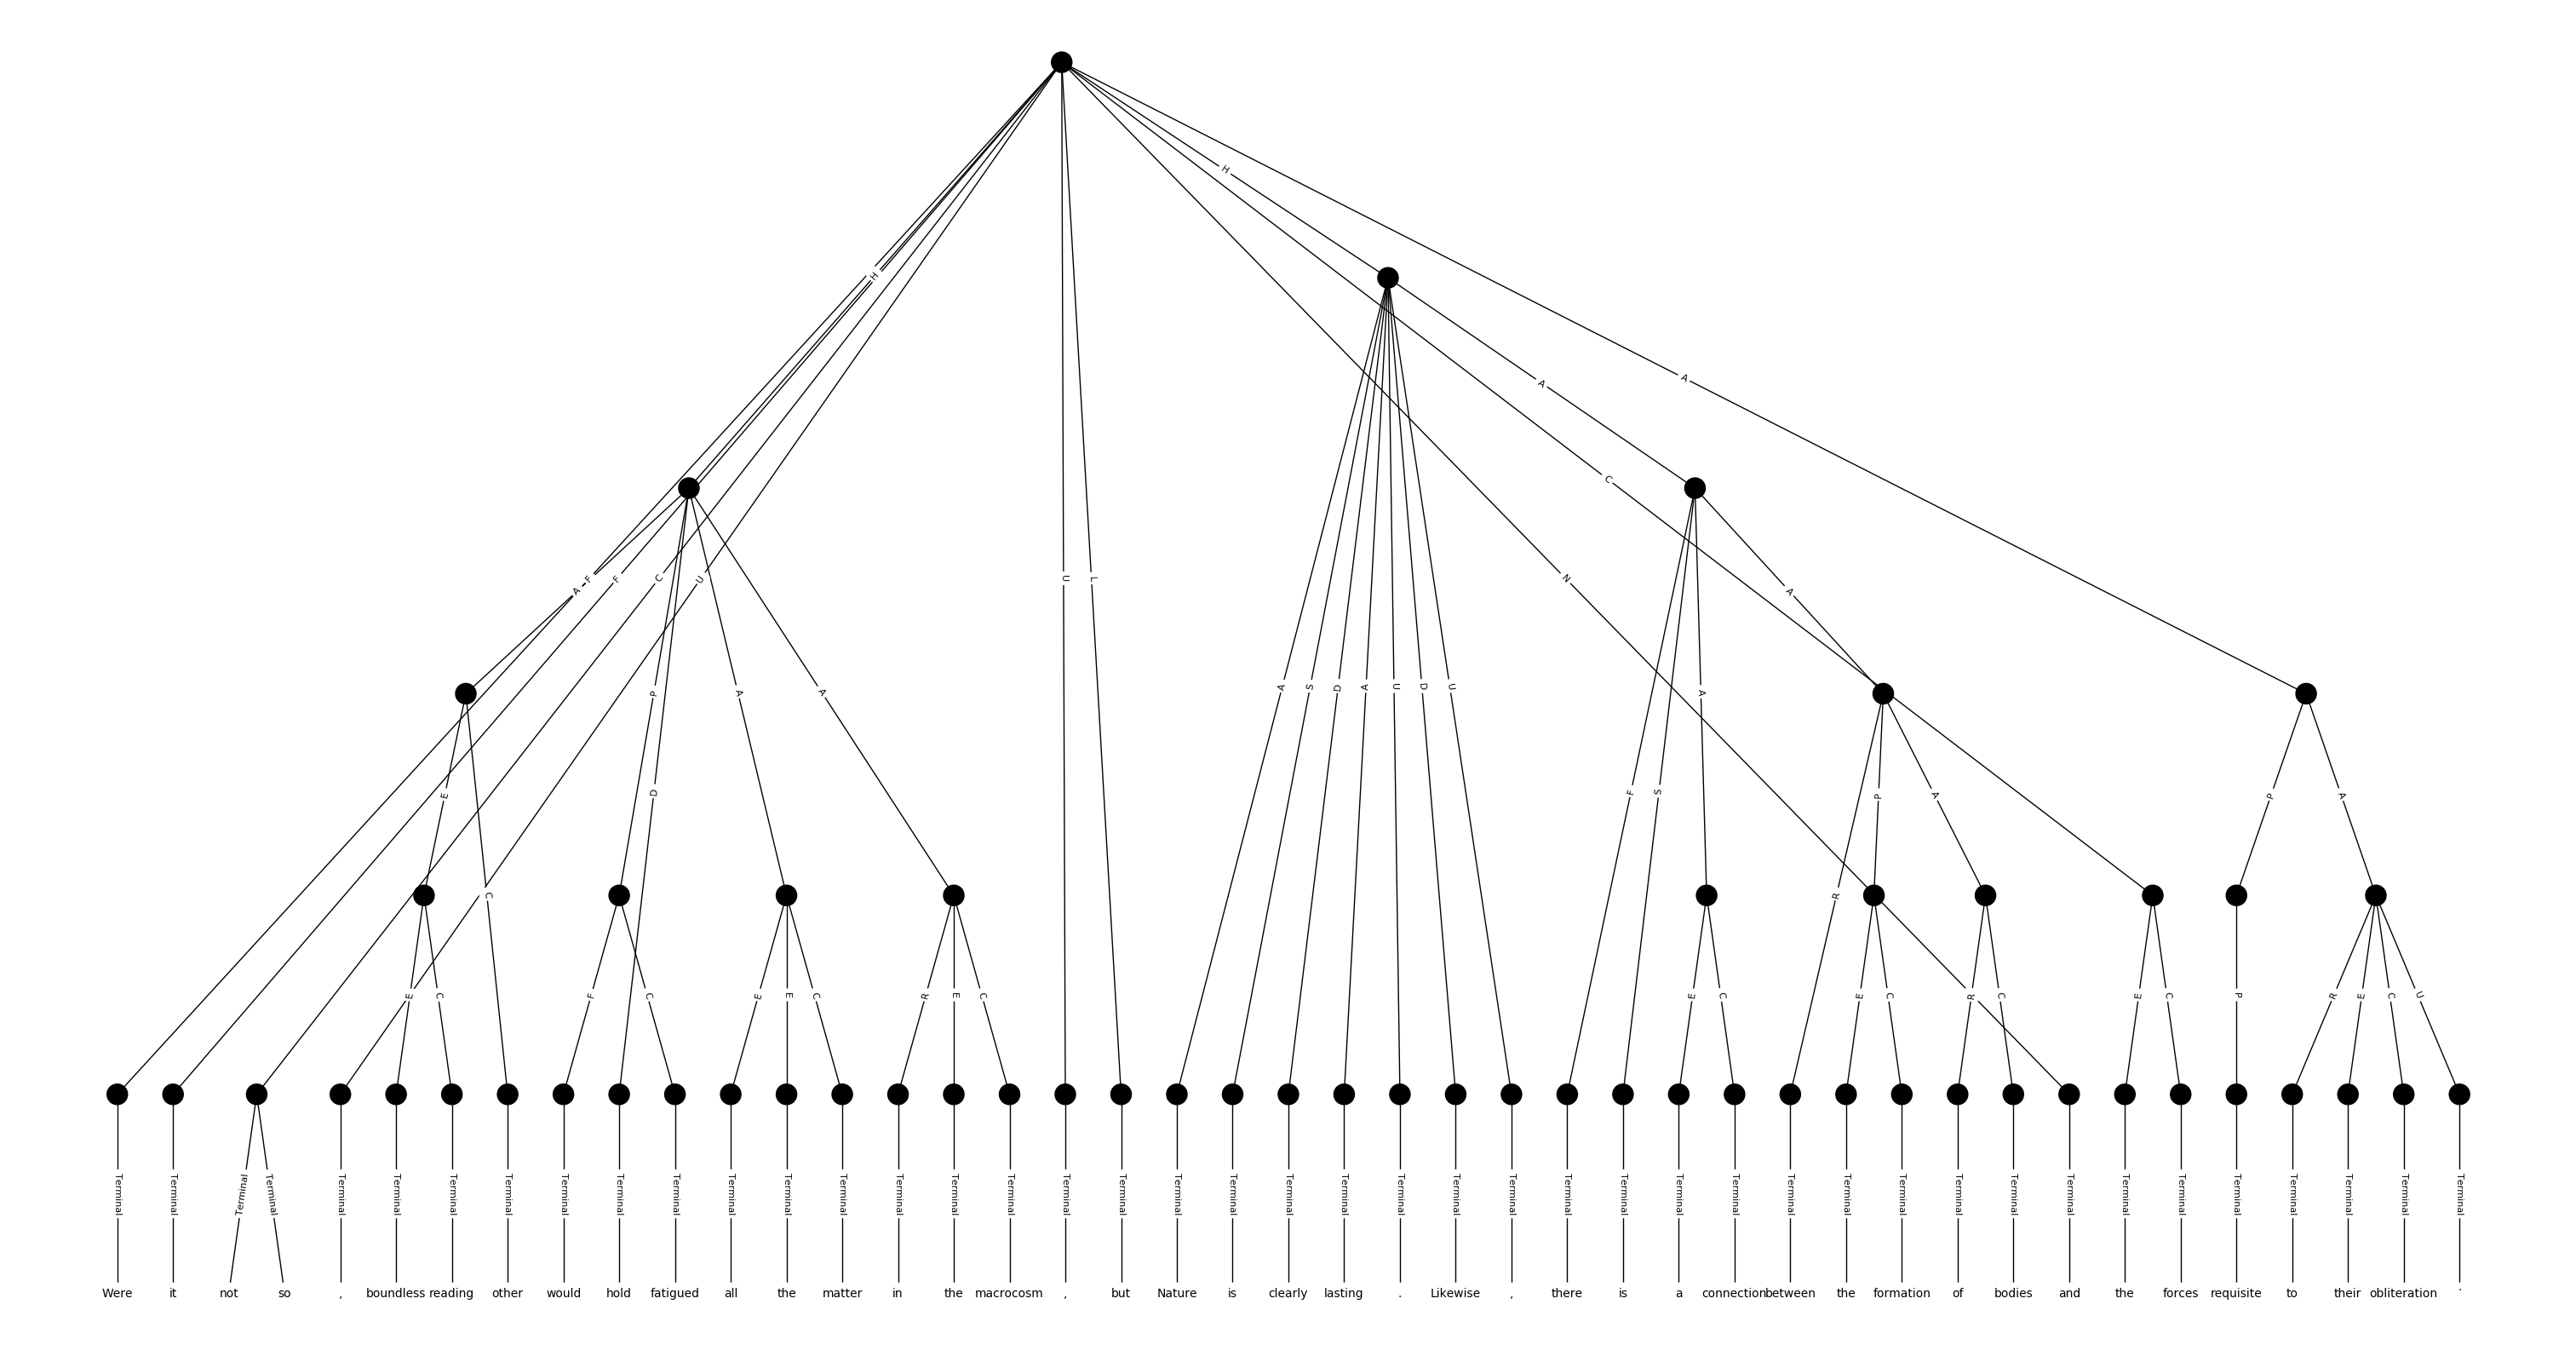 H
H
A
A
C
A F F C U U L N
A
A S D A U D U
P A A
A
F S D
E P A P A
C R
E C F C E E C R E C E C E C R C E C P R E C U
Terminal Terminal Terminal Terminal Terminal Terminal Terminal Terminal Terminal Terminal Terminal Terminal Terminal Terminal Terminal Terminal Terminal Terminal Terminal Terminal Terminal Terminal Terminal Terminal Terminal Terminal Terminal Terminal Terminal Terminal Terminal Terminal Terminal Terminal Terminal Terminal Terminal Terminal Terminal Terminal Terminal Terminal Terminal
Were it not so , boundless reading other would hold fatigued all the matter in the macrocosm , but Nature is clearly lasting . Likewise , there is a connection between the formation of bodies and the forces requisite to their obliteration .